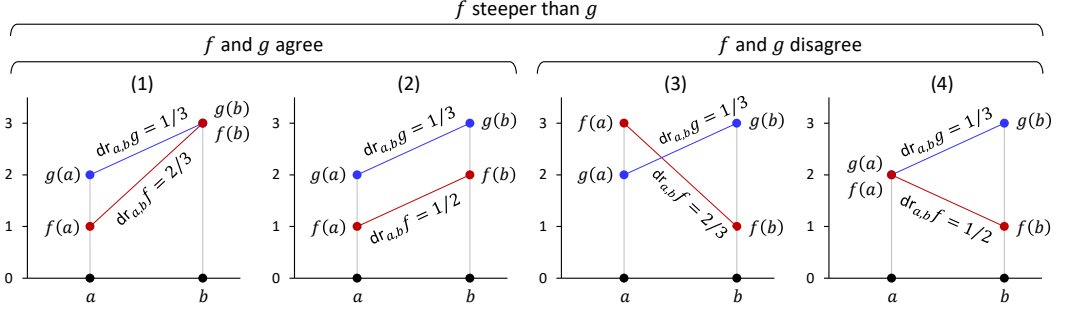 f steeper than g
f and g agree
f and g disagree
(1)
3
2
1
0
g(a)
f(a)
dr_{a,b}g = 1/3
dr_{a,b}f = 2/3
g(b)
f(b)
a
b
(2)
3
2
1
0
g(a)
f(a)
dr_{a,b}g = 1/3
dr_{a,b}f = 1/2
g(b)
f(b)
a
b
(3)
3
2
1
0
f(a)
g(a)
dr_{a,b}g = 1/3
dr_{a,b}f = 2/3
g(b)
f(b)
a
b
(4)
3
2
1
0
g(a)
f(a)
dr_{a,b}g = 1/3
dr_{a,b}f = 1/2
g(b)
f(b)
a
b